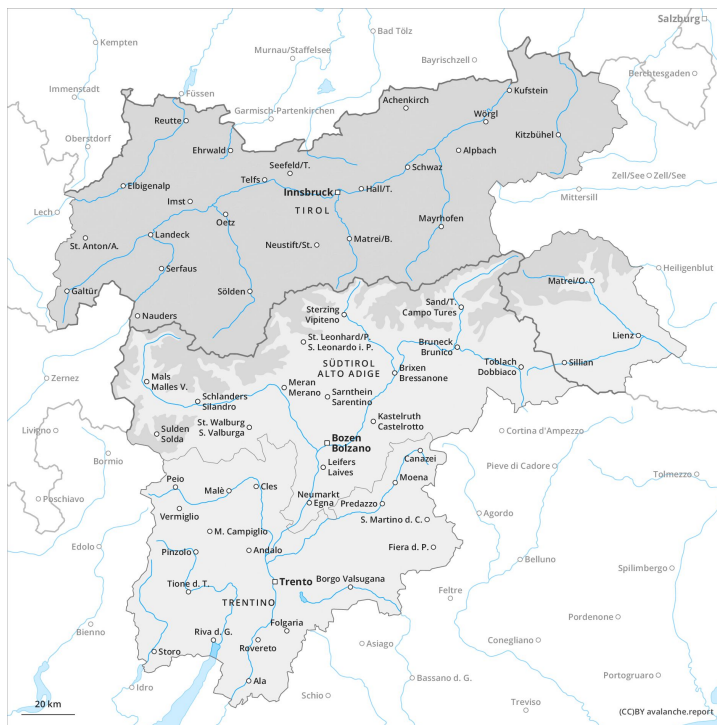 Salzburg
Kempten
Bad Tölz
Murnau/Staffelsee
Bayrischzell
Berchtesgaden
Immenstadt
Füssen
Kufstein
Achenkirch
Garmisch-Partenkirchen
Reutte
Wörgl
Oberstdorf
Kitzbühel
Ehrwald
Alpbach
Seefeld/T.
Schwaz
Telfs
Zell/See
Zell/See
Elbigenalp
Innsbruck
Hall/T.
Mittersill
Imst
TIROL
Lech
Oetz
Mayrhofen
St. Anton/A.
Landeck
Neustift/St.
Matrei/B.
Serfaus
Heiligenblut
Galtür
Sölden
Matrei/O.
Nauders
Sterzing
Vipiteno
Sand/T.
Campo Tures
St. Leonhard/P.
S. Leonardo i. P.
Lienz
Bruneck
Brunico
SÜDTIROL
ALTO ADIGE
Toblach
Dobbiaco
Sillian
Zernez
Mals
Malles V.
Brixen
Bressanone
Meran
Merano
Sarnthein
Sarentino
Schlanders
Silandro
Kastelruth
Castelrotto
St. Walburg
S. Valburga
Livigno
Sulden
Solda
Cortina d'Ampezzo
Bozen
Bolzano
Bormio
Canazei
Pieve di Cadore
Leifers
Laives
Tolmezzo
Peio
Malè
Cles
Moena
Poschiavo
Neumarkt
Egna
Predazzo
Vermiglio
Agordo
S. Martino d. C.
M. Campiglio
Edolo
Pinzolo
Andalo
Fiera d. P.
Belluno
Spilimbergo
Tione d. T.
Trento
Borgo Valsugana
Feltre
TRENTINO
Pordenone
Bienno
Folgaria
Riva d. G.
Conegliano
Storo
Rovereto
Asiago
Ala
Bassano d. G.
Portogruaro
Idro
Schio
20 km
Treviso
(CC)BY avalanche.report